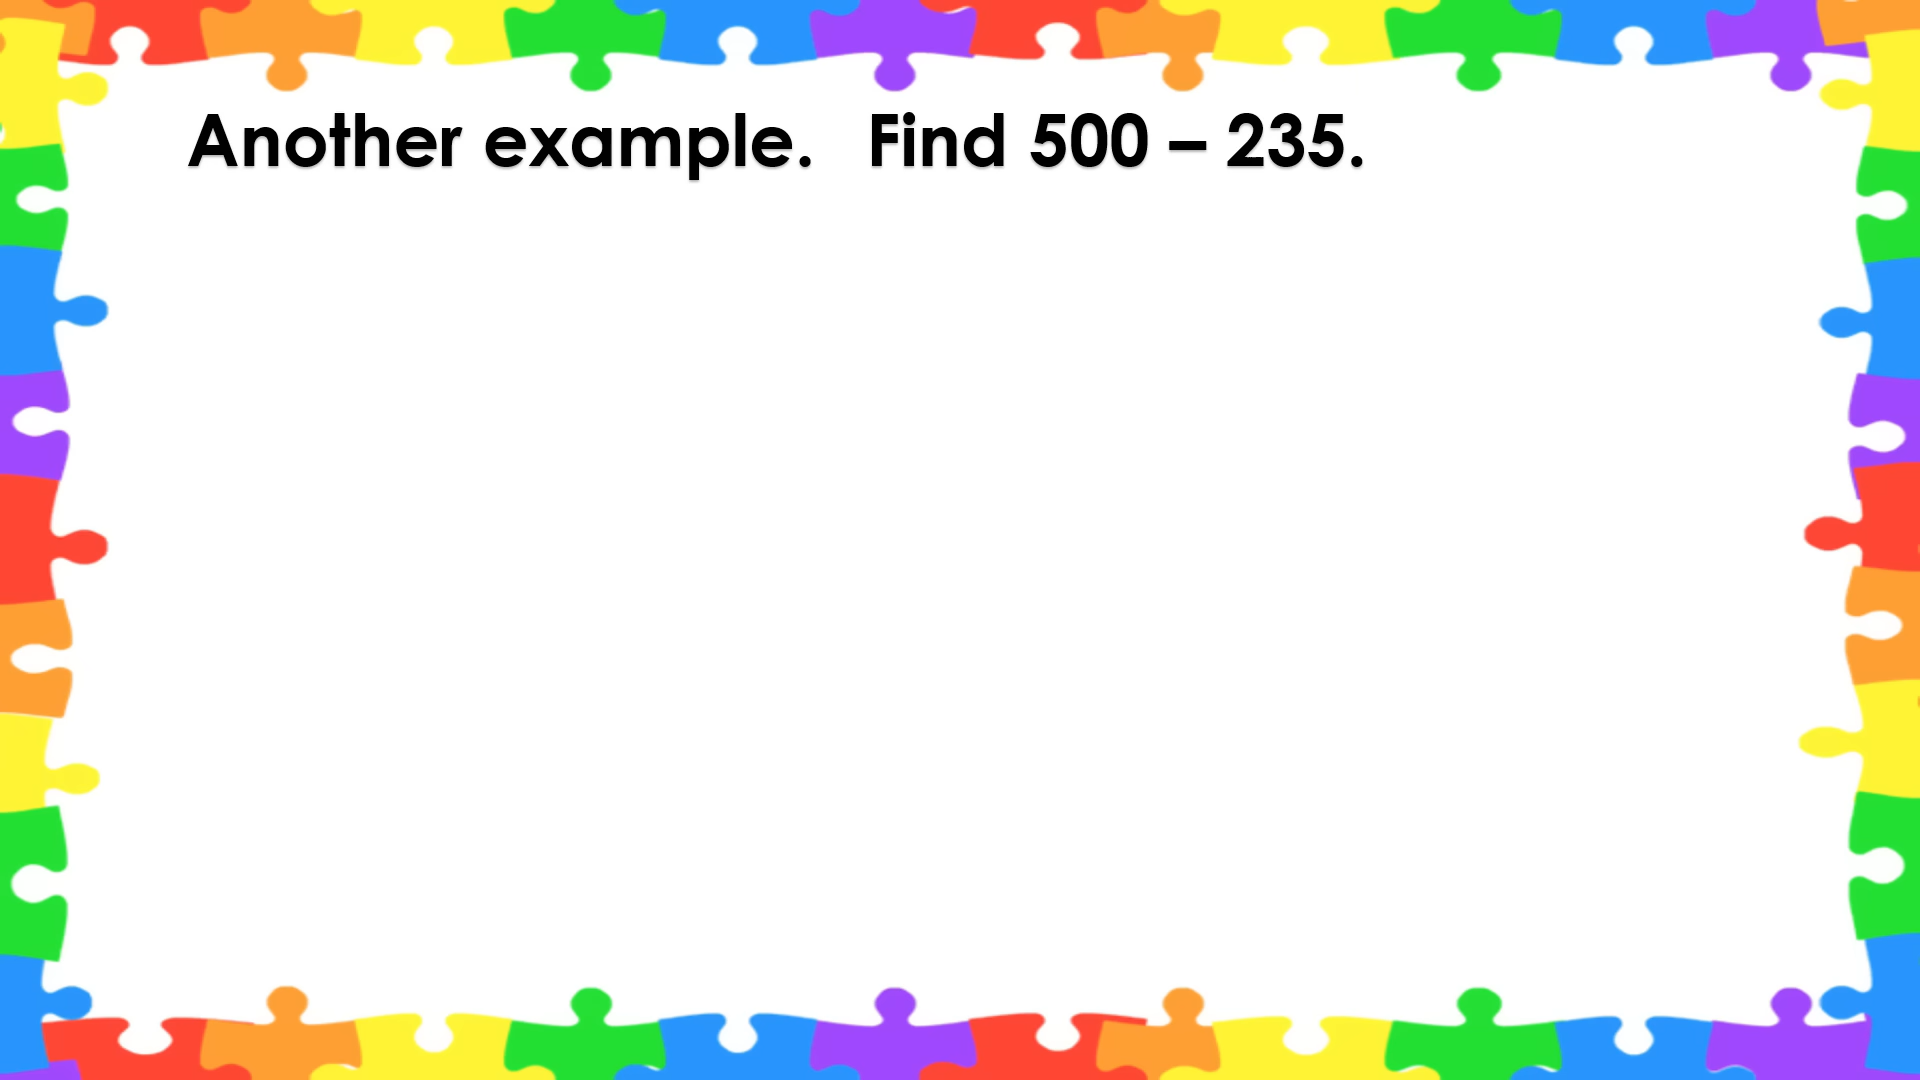 Another example.   Find 500 – 235.